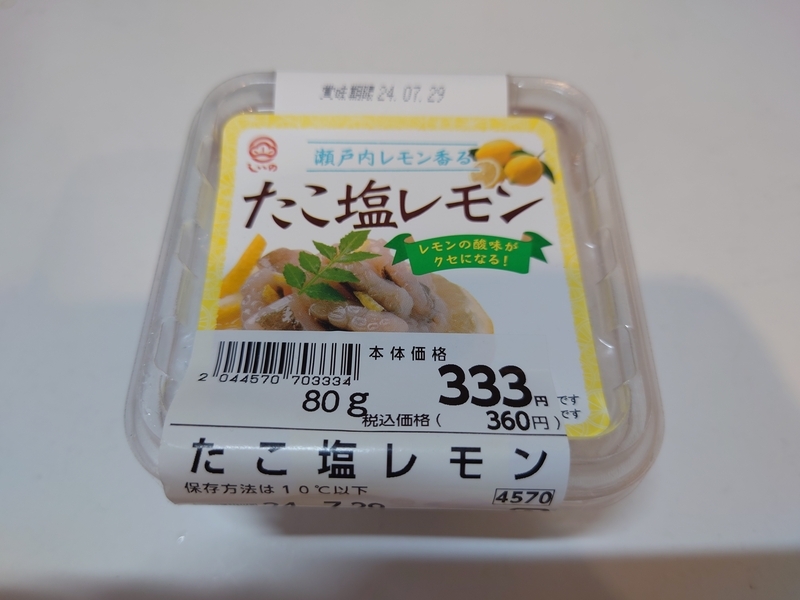 賞味期限 24.07.29
しいの
瀬戸内レモン香る
たこ塩レモン
レモンの酸味が
クセになる!
本体価格
2 044570 703334
333円です
80g
税込価格( 360円)です
たこ塩レモン
保存方法は10℃以下
4570